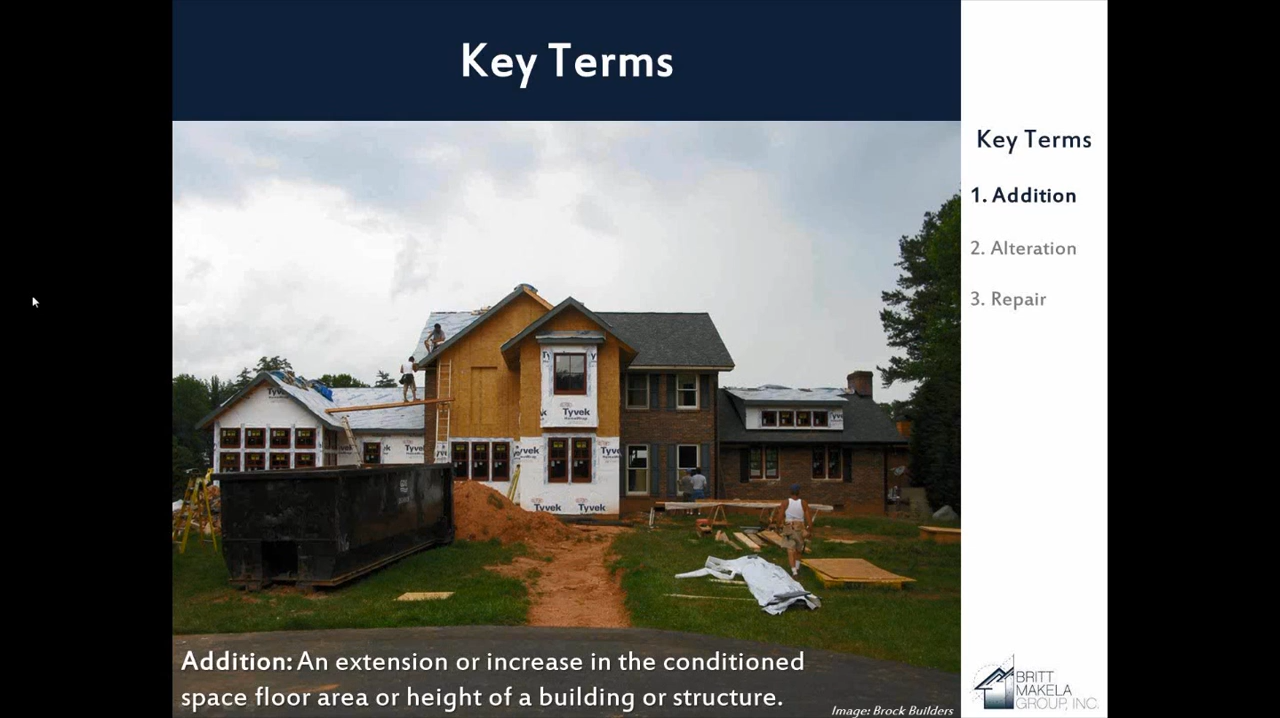 Key Terms
Key Terms
1. Addition
2. Alteration
3. Repair
Tyvek
Tyvek
Tyvek
Tyvek
Addition: An extension or increase in the conditioned
space floor area or height of a building or structure.
Image: Brock Builders
BRITT
MAKELA
GROUP, INC.